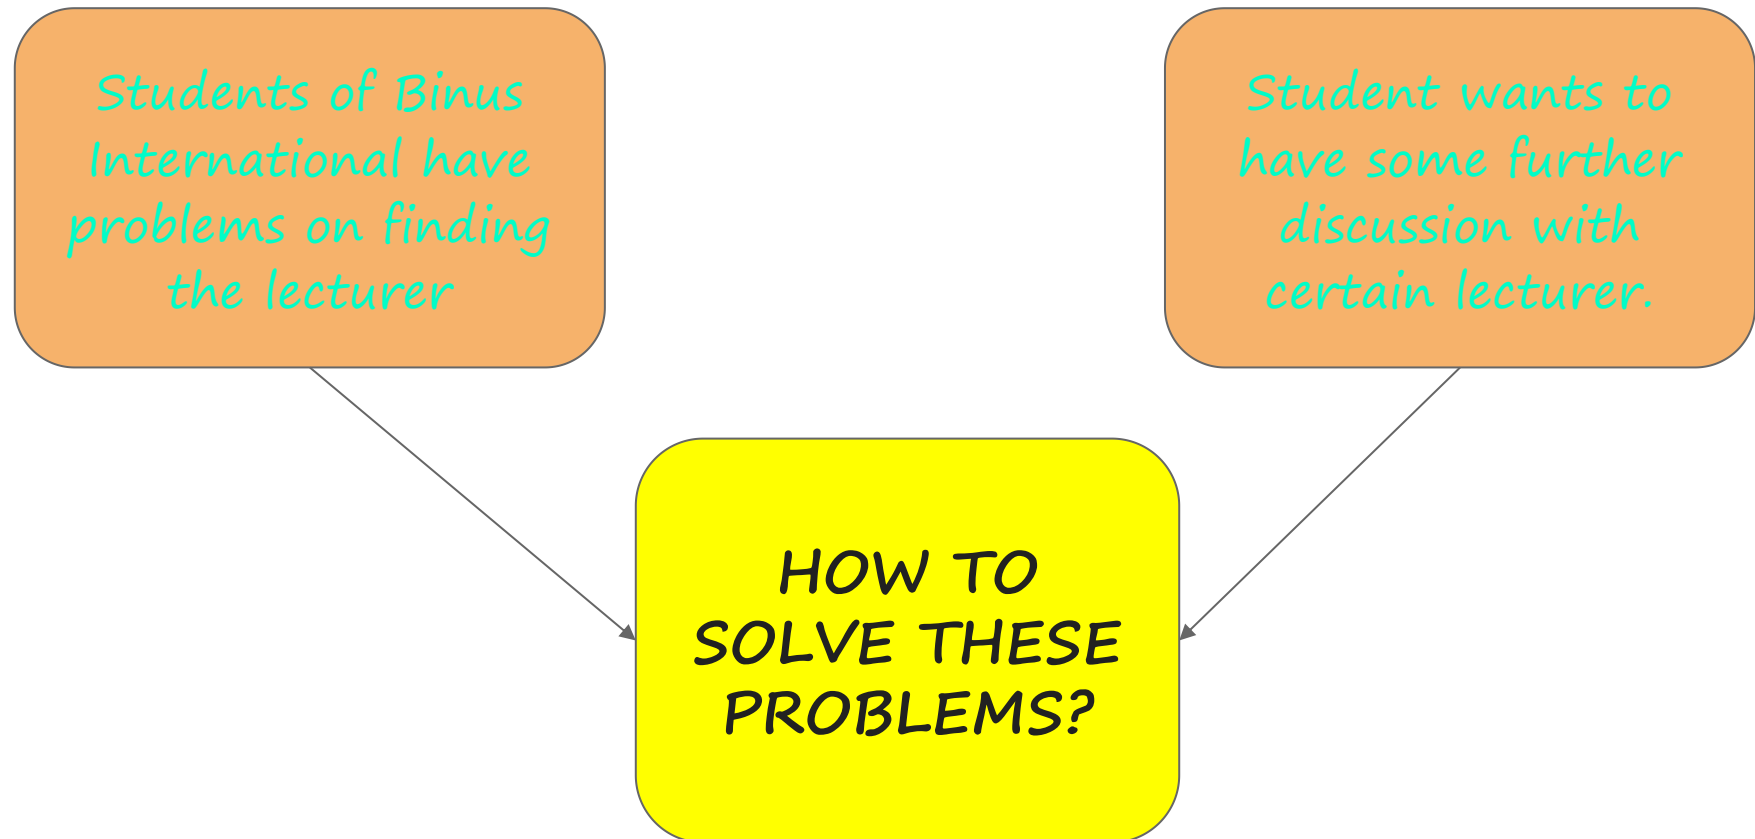 Students of Binus
International have
problems on finding
the lecturer
Student wants to
have some further
discussion with
certain lecturer.
HOW TO
SOLVE THESE
PROBLEMS?